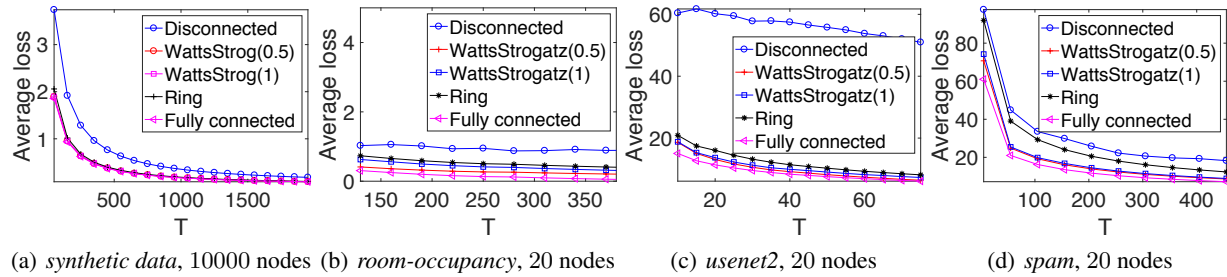 Average loss
3
2
1
500
1000
1500
T
Disconnected
WattsStrog(0.5)
WattsStrog(1)
Ring
Fully connected
Average loss
4
2
0
150
200
250
300
350
T
Disconnected
WattsStrogatz(0.5)
WattsStrogatz(1)
Ring
Fully connected
Average loss
60
40
20
20
40
60
T
Disconnected
WattsStrogatz(0.5)
WattsStrogatz(1)
Ring
Fully connected
Average loss
80
60
40
20
100
200
300
400
T
Disconnected
WattsStrogatz(0.5)
WattsStrogatz(1)
Ring
Fully connected
(a) synthetic data, 10000 nodes
(b) room-occupancy, 20 nodes
(c) usenet2, 20 nodes
(d) spam, 20 nodes